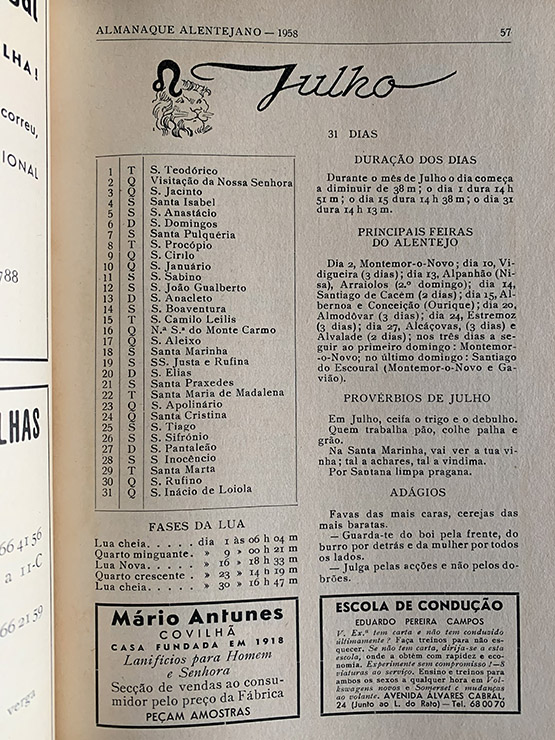 LHA!
correu,
IONAL
788
LHAS
66 41 56
a 11-C
66 21 59
verga
ALMANAQUE ALENTEJANO — 1958
57
Julho
31 DIAS
1 T S. Teodórico
2 Q Visitação da Nossa Senhora
3 Q S. Jacinto
4 S Santa Isabel
5 S S. Anastácio
6 D S. Domingos
7 S Santa Pulquéria
8 T S. Procópio
9 Q S. Cirilo
10 Q S. Januário
11 S S. Sabino
12 S S. João Gualberto
13 D S. Anacleto
14 S S. Boaventura
15 T S. Camilo Leilis
16 Q N.ª S.ª do Monte Carmo
17 Q S. Aleixo
18 S Santa Marinha
19 S SS. Justa e Rufina
20 D S. Elias
21 S Santa Praxedes
22 T Santa Maria de Madalena
23 Q S. Apolinário
24 Q Santa Cristina
25 S S. Tiago
26 S S. Sifrónio
27 D S. Pantaleão
28 S S. Inocêncio
29 T Santa Marta
30 Q S. Rufino
31 Q S. Inácio de Loiola
FASES DA LUA
Lua cheia. . . . . dia 1 às 06 h 04 m
Quarto minguante. » 9 » 00 h 21 m
Lua Nova. . . . . » 16 » 18 h 33 m
Quarto crescente . » 23 » 14 h 19 m
Lua cheia. . . . . » 30 » 16 h 47 m
Mário Antunes
COVILHÃ
CASA FUNDADA EM 1918
Lanifícios para Homem
e Senhora
Secção de vendas ao consu-
midor pelo preço da Fábrica
PEÇAM AMOSTRAS
DURAÇÃO DOS DIAS
Durante o mês de Julho o dia começa
a diminuir de 38 m; o dia 1 dura 14 h
51 m; o dia 15 dura 14 h 38 m; o dia 31
dura 14 h 13 m.
PRINCIPAIS FEIRAS
DO ALENTEJO
Dia 2, Montemor-o-Novo; dia 10, Vi-
digueira (3 dias); dia 13, Alpanhão (Ni-
sa), Arraiolos (2.º domingo); dia 14,
Santiago de Cacém (2 dias); dia 15, Al-
bernoa e Conceição (Ourique); dia 20,
Almodôvar (3 dias); dia 24, Estremoz
(3 dias); dia 27, Alcáçovas, (3 dias) e
Alvalade (2 dias); nos três dias a se-
guir ao primeiro domingo: Montemor-
-o-Novo; no último domingo: Santiago
do Escoural (Montemor-o-Novo e Ga-
vião).
PROVÉRBIOS DE JULHO
Em Julho, ceifa o trigo e o debulho.
Quem trabalha pão, colhe palha e
grão.
Na Santa Marinha, vai ver a tua vi-
nha; tal a achares, tal a vindima.
Por Santana limpa pragana.
ADÁGIOS
Favas das mais caras, cerejas das
mais baratas.
— Guarda-te do boi pela frente, do
burro por detrás e da mulher por todos
os lados.
— Julga pelas acções e não pelos do-
brões.
ESCOLA DE CONDUÇÃO
EDUARDO PEREIRA CAMPOS
V. Ex.ª tem carta e não tem conduzido
últimamente? Faça treinos para não es-
quecer. Se não tem carta, dirija-se a esta
escola, onde a obtém com rapidez e eco-
nomia. Experimente sem compromisso! — 8
viaturas ao serviço. Ensino e treinos para
ambos os sexos a qualquer hora em Vol-
kswagens novos e Somerset e mudanças
ao volante. AVENIDA ÁLVARES CABRAL,
24 (Junto ao L. do Rato) — Tel. 68 00 70